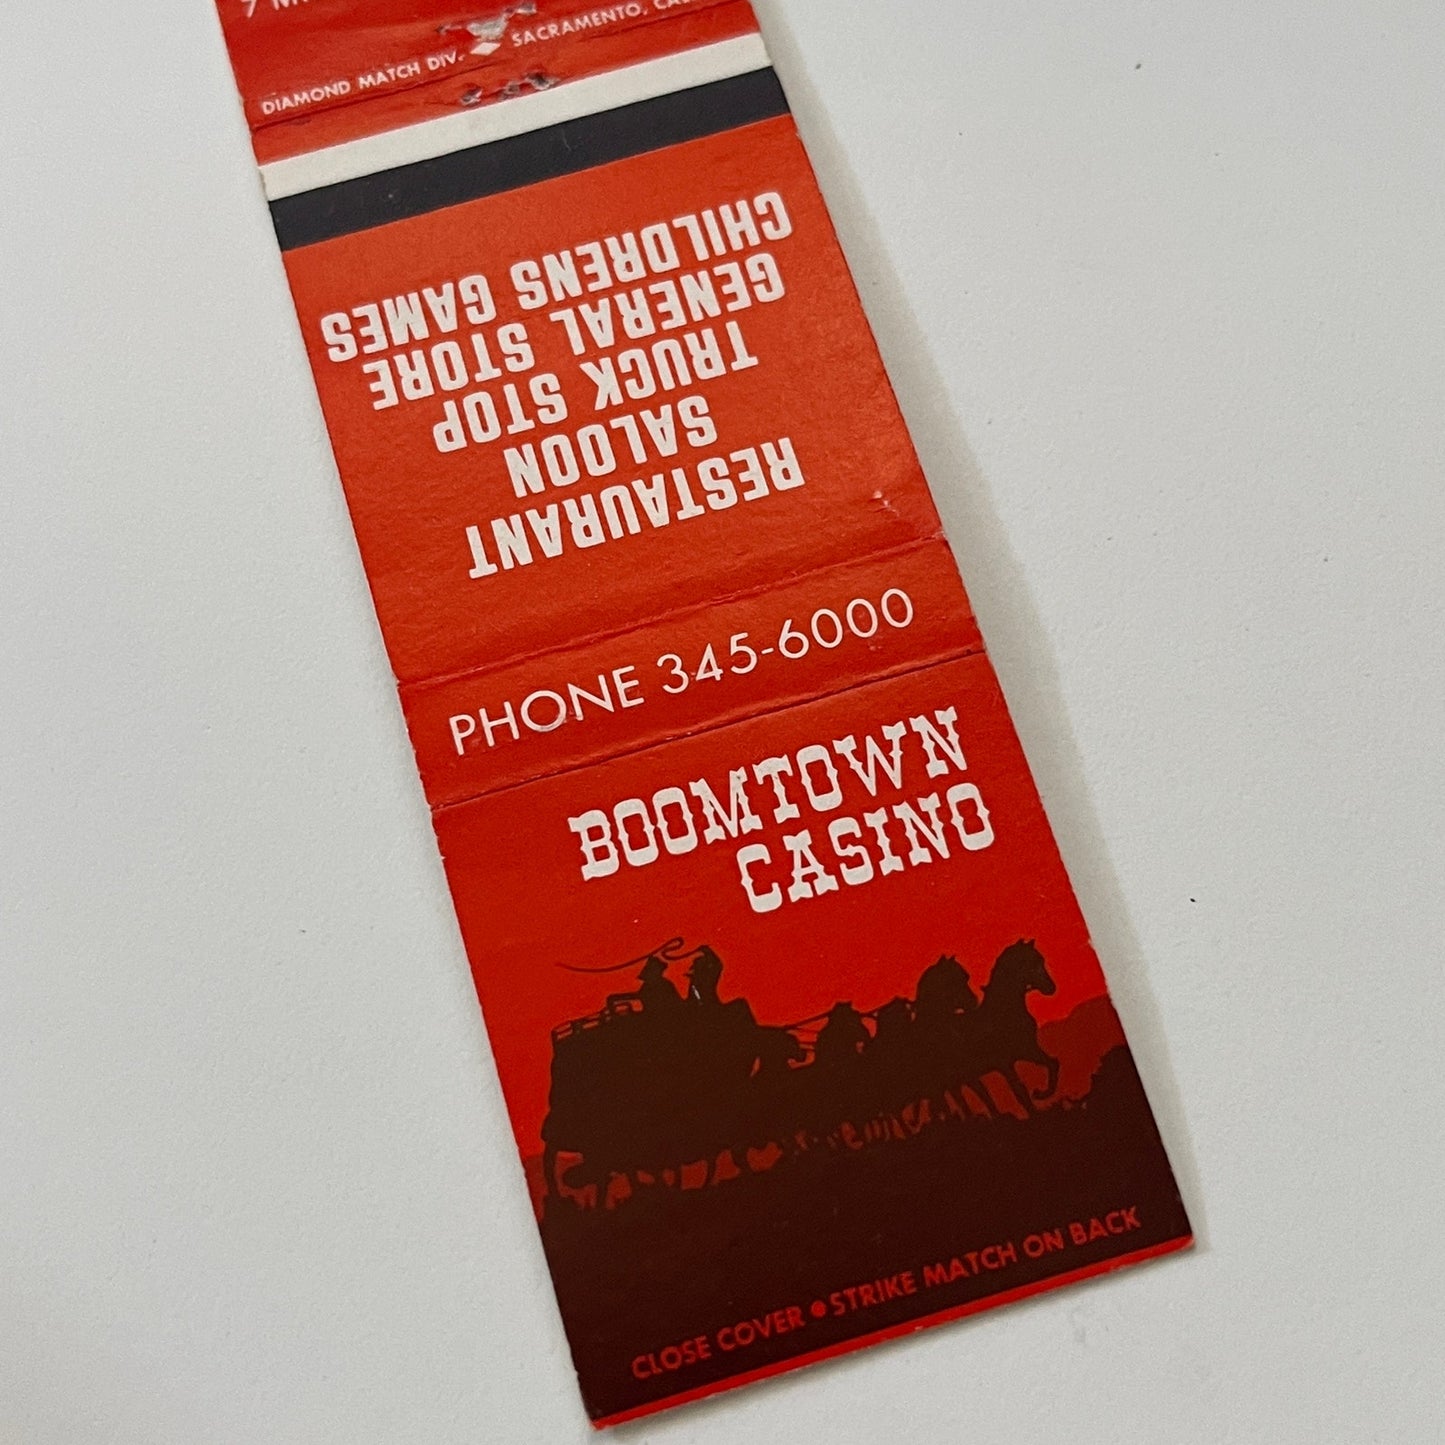 DIAMOND MATCH DIV. SACRAMENTO,
RESTAURANT
SALOON
TRUCK STOP
GENERAL STORE
CHILDRENS GAMES
PHONE 345-6000
BOOMTOWN
CASINO
CLOSE COVER • STRIKE MATCH ON BACK